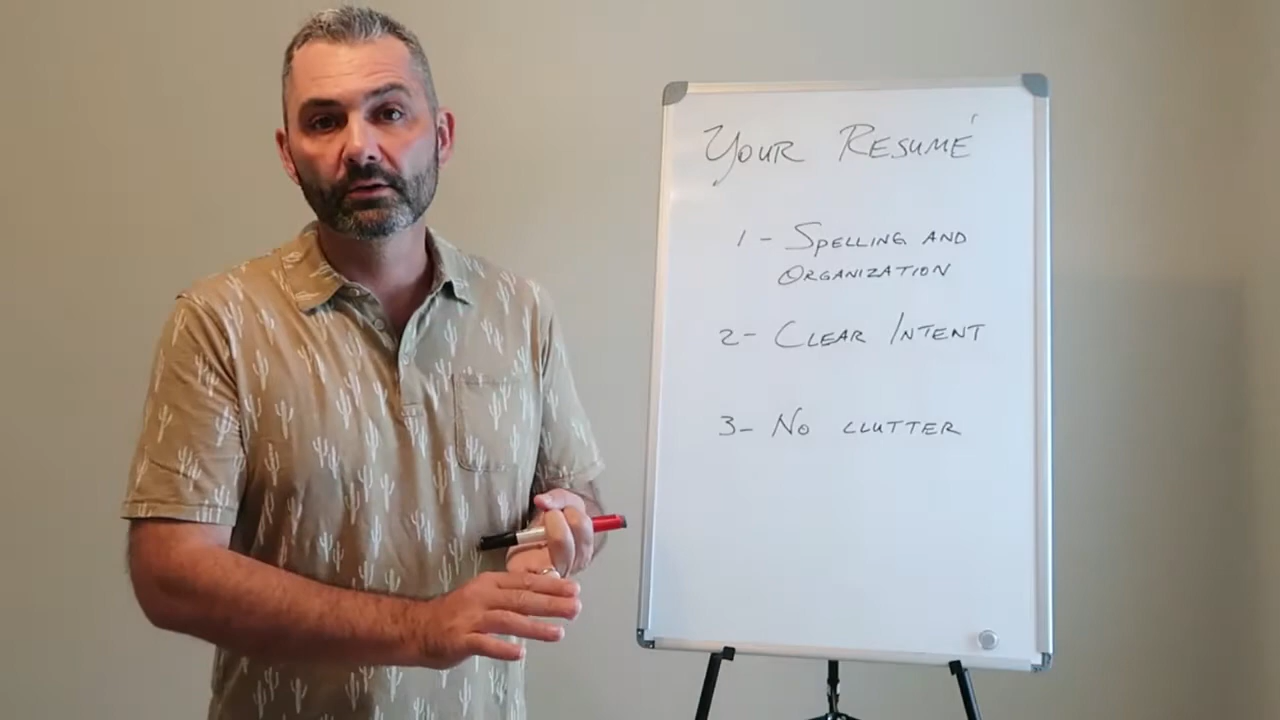 YOUR RESUMÉ
1 - SPELLING AND
ORGANIZATION
2 - CLEAR INTENT
3 - NO CLUTTER